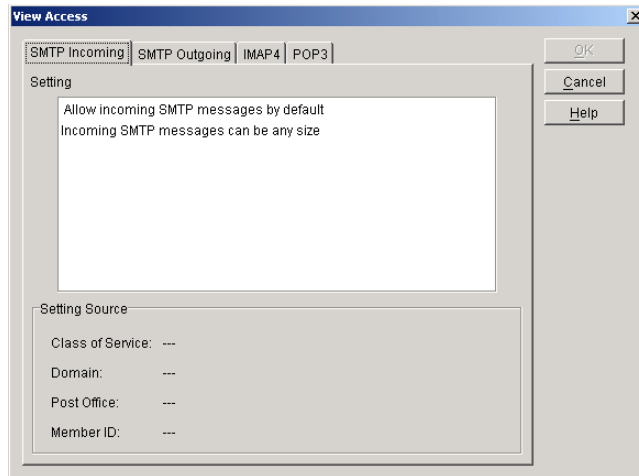 View Access
SMTP Incoming SMTP Outgoing IMAP4 POP3
OK
Setting
Cancel
Allow incoming SMTP messages by default
Help
Incoming SMTP messages can be any size
Setting Source
Class of Service: ---
Domain: ---
Post Office: ---
Member ID: ---